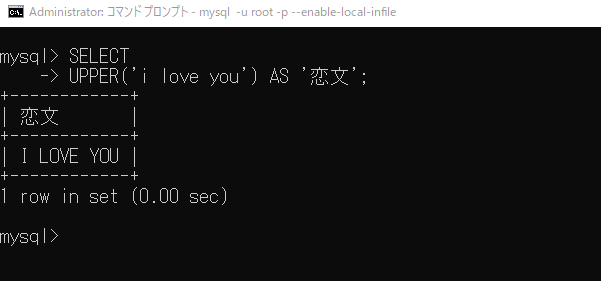 Administrator: コマンドプロンプト - mysql -u root -p --enable-local-infile
mysql> SELECT
    -> UPPER('i love you') AS '恋文';
+------------+
| 恋文       |
+------------+
| I LOVE YOU |
+------------+
1 row in set (0.00 sec)
mysql>